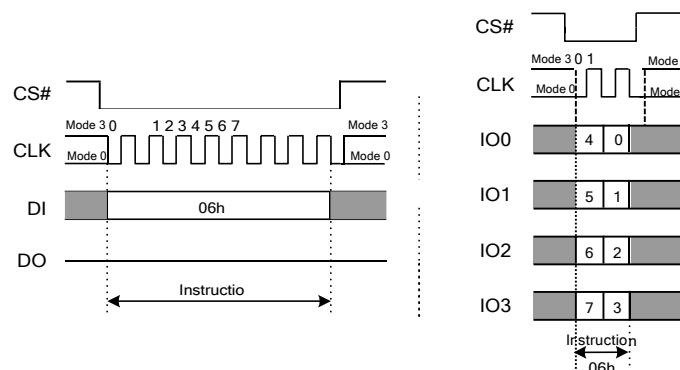 CS#
Mode 3 0 1 2 3 4 5 6 7 Mode 3
CLK
Mode 0 Mode 0
DI 06h
DO
Instructio
CS#
Mode 3 0 1 Mode
CLK
Mode 0 Mode
IO0 4 0
IO1 5 1
IO2 6 2
IO3 7 3
Instruction
06h